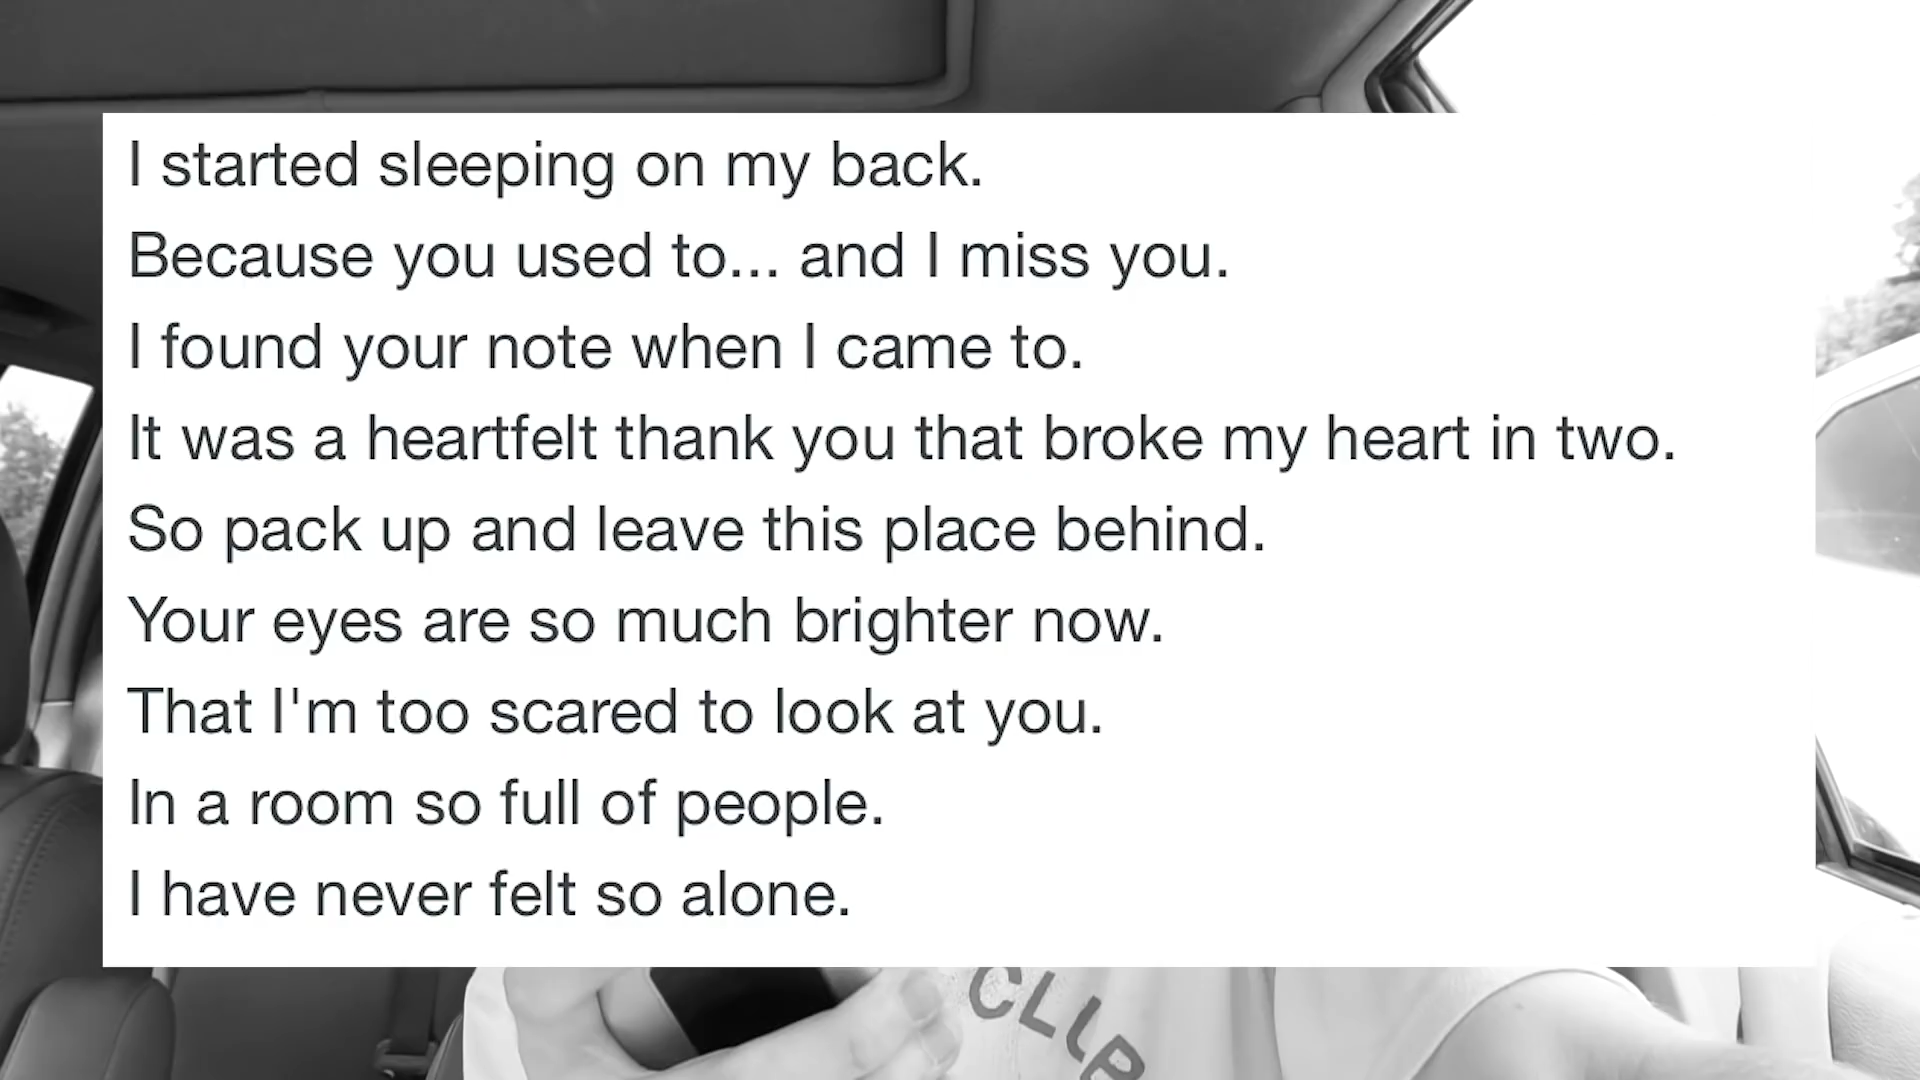 I started sleeping on my back.
Because you used to... and I miss you.
I found your note when I came to.
It was a heartfelt thank you that broke my heart in two.
So pack up and leave this place behind.
Your eyes are so much brighter now.
That I'm too scared to look at you.
In a room so full of people.
I have never felt so alone.
CLUB